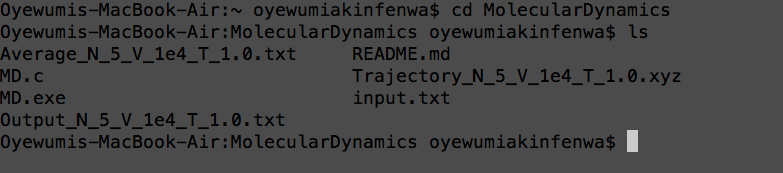 Oyewumis-MacBook-Air:~ oyewumiakinfenwa$ cd MolecularDynamics
Oyewumis-MacBook-Air:MolecularDynamics oyewumiakinfenwa$ ls
Average_N_5_V_1e4_T_1.0.txt README.md
MD.c Trajectory_N_5_V_1e4_T_1.0.xyz
MD.exe input.txt
Output_N_5_V_1e4_T_1.0.txt
Oyewumis-MacBook-Air:MolecularDynamics oyewumiakinfenwa$